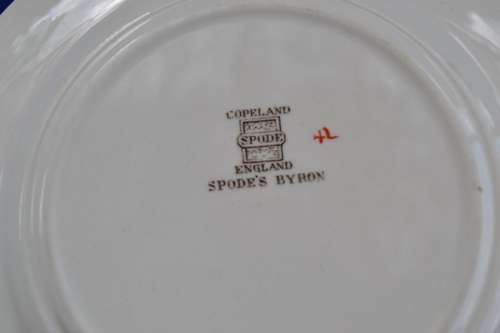 COPELAND
SPODE
ENGLAND
SPODE'S BYRON